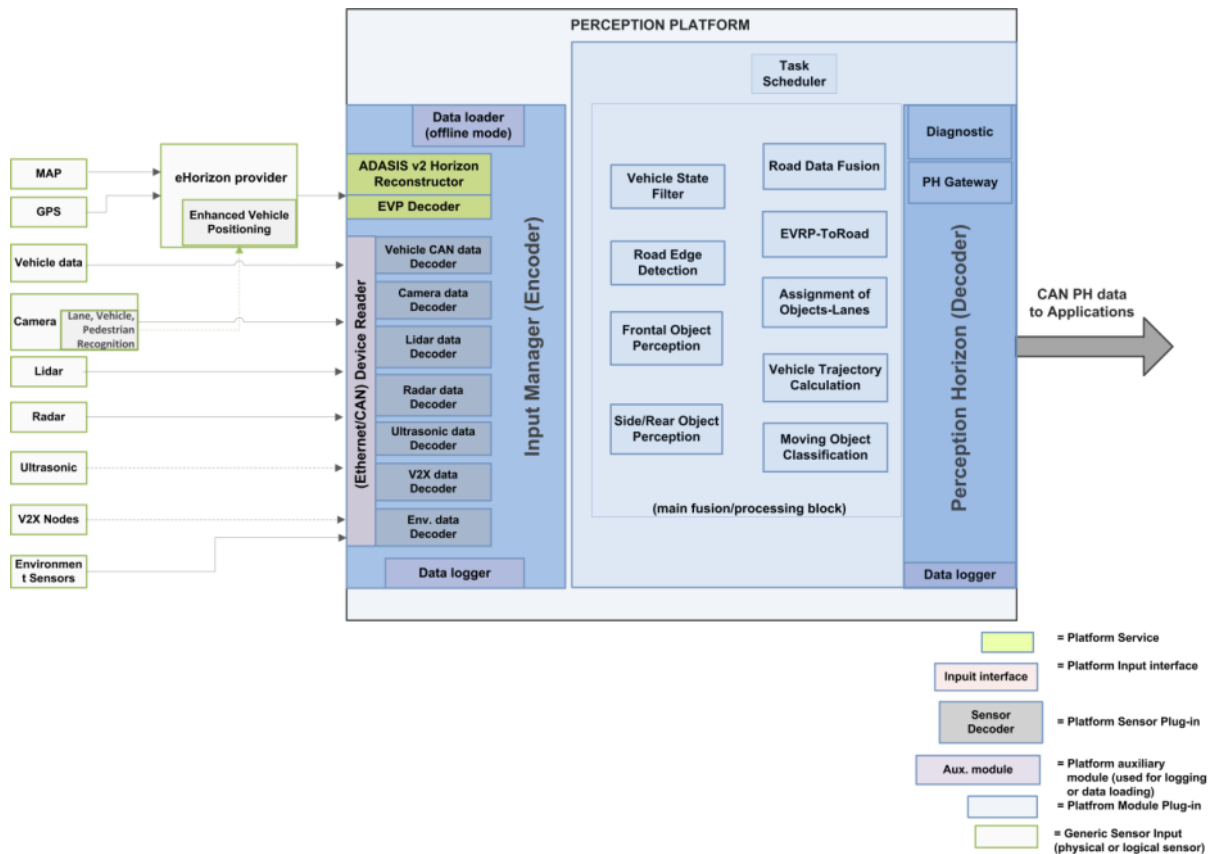 PERCEPTION PLATFORM
Task
Scheduler
Data loader
(offline mode)
Diagnostic
PH Gateway
MAP
GPS
Vehicle data
Camera
Lane, Vehicle,
Pedestrian
Recognition
Lidar
Radar
Ultrasonic
V2X Nodes
Environmen
t Sensors
eHorizon provider
Enhanced Vehicle
Positioning
ADASIS v2 Horizon
Reconstructor
EVP Decoder
(Ethernet/CAN) Device Reader
Vehicle CAN data
Decoder
Camera data
Decoder
Lidar data
Decoder
Radar data
Decoder
Ultrasonic data
Decoder
V2X data
Decoder
Env. data
Decoder
Input Manager (Encoder)
Data logger
Vehicle State
Filter
Road Edge
Detection
Frontal Object
Perception
Side/Rear Object
Perception
Road Data Fusion
EVRP-ToRoad
Assignment of
Objects-Lanes
Vehicle Trajectory
Calculation
Moving Object
Classification
(main fusion/processing block)
Perception Horizon (Decoder)
Data logger
CAN PH data
to Applications
= Platform Service
Inpuit interface
= Platform Input interface
Sensor
Decoder
= Platform Sensor Plug-in
Aux. module
= Platform auxiliary
module (used for logging
or data loading)
= Platfrom Module Plug-in
= Generic Sensor Input
(physical or logical sensor)